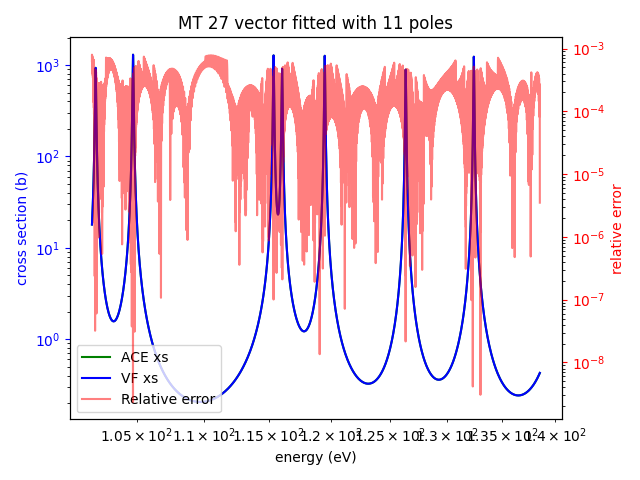 MT 27 vector fitted with 11 poles
10³
10² 
10¹
10⁰
cross section (b)
10⁻³
10⁻⁴
10⁻⁵
10⁻⁶
10⁻⁷
10⁻⁸
relative error
ACE xs
VF xs
Relative error
1.05×10² 1.1×10² 1.15×10² 1.2×10² 1.25×10² 1.3×10² 1.35×10² 1.4×10²
energy (eV)